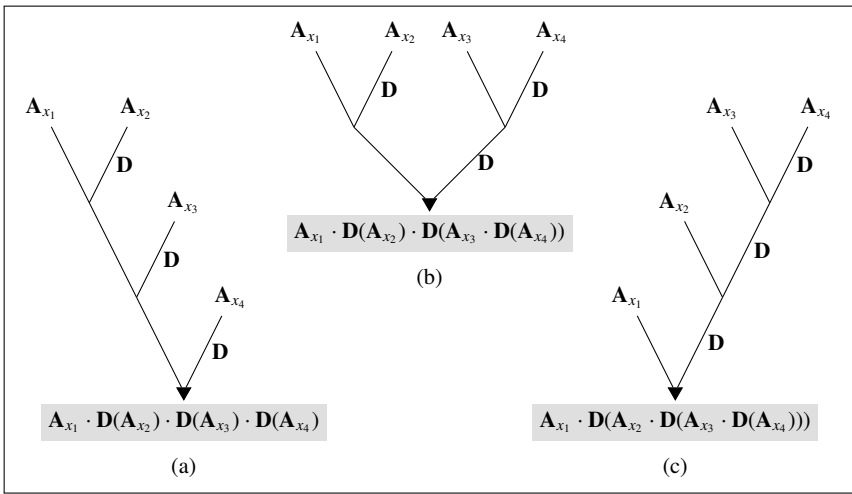 A_{x_1} A_{x_2} D A_{x_3} D A_{x_4} D
A_{x_1} · D(A_{x_2}) · D(A_{x_3}) · D(A_{x_4})
(a)
A_{x_1} A_{x_2} A_{x_3} A_{x_4}
D D
D
A_{x_1} · D(A_{x_2}) · D(A_{x_3} · D(A_{x_4}))
(b)
A_{x_3} A_{x_4}
D
A_{x_2}
D
A_{x_1}
D
A_{x_1} · D(A_{x_2} · D(A_{x_3} · D(A_{x_4})))
(c)